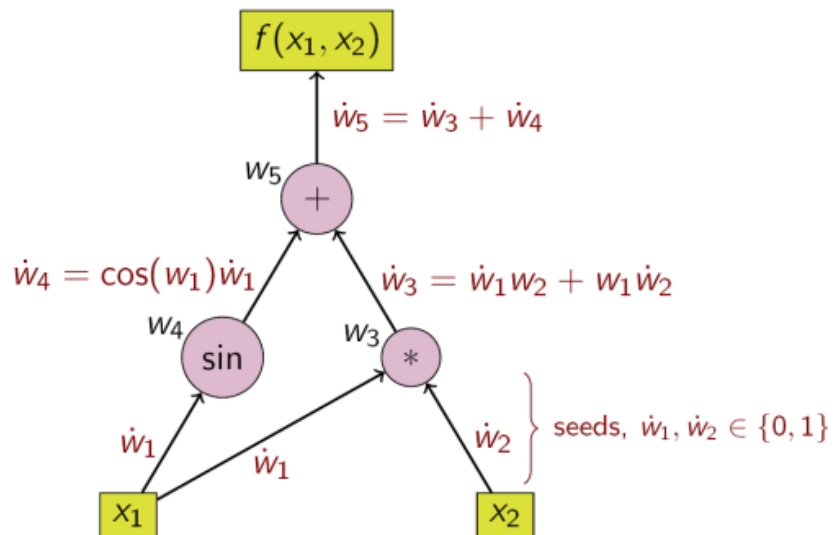 f(x₁, x₂)
ẇ₅ = ẇ₃ + ẇ₄
w₅
+
ẇ₄ = cos(w₁)ẇ₁
ẇ₃ = ẇ₁w₂ + w₁ẇ₂
w₄
sin
w₃
*
ẇ₁
ẇ₁
ẇ₂
seeds, ẇ₁, ẇ₂ ∈ {0, 1}
x₁
x₂